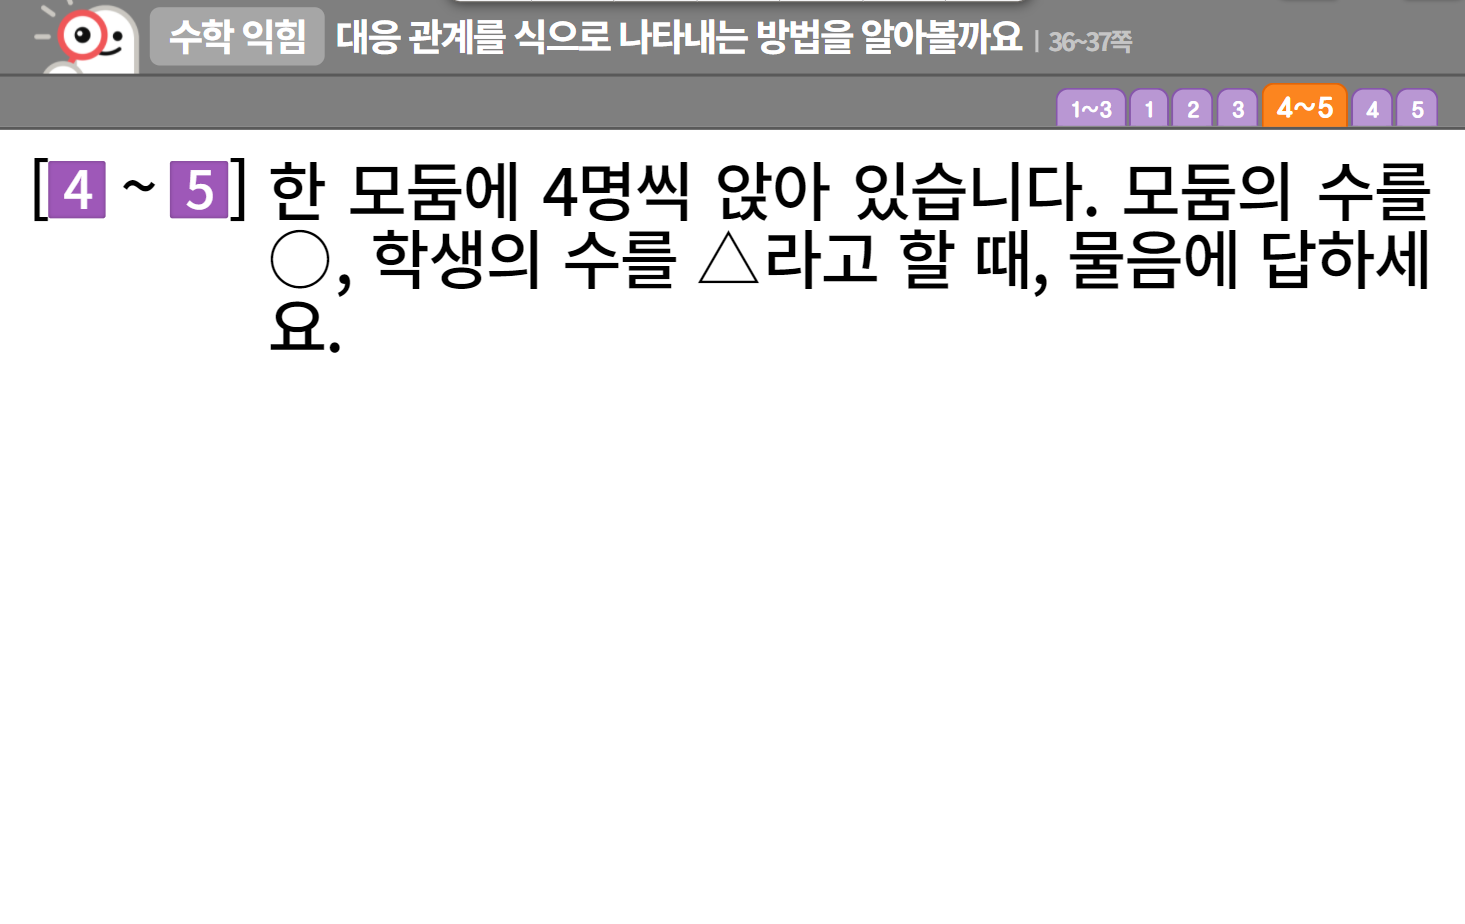 수학 익힘 대응 관계를 식으로 나타내는 방법을 알아볼까요 | 36~37쪽
1~3 1 2 3 4~5 4 5
[4 ~ 5] 한 모둠에 4명씩 앉아 있습니다. 모둠의 수를
○, 학생의 수를 △라고 할 때, 물음에 답하세
요.